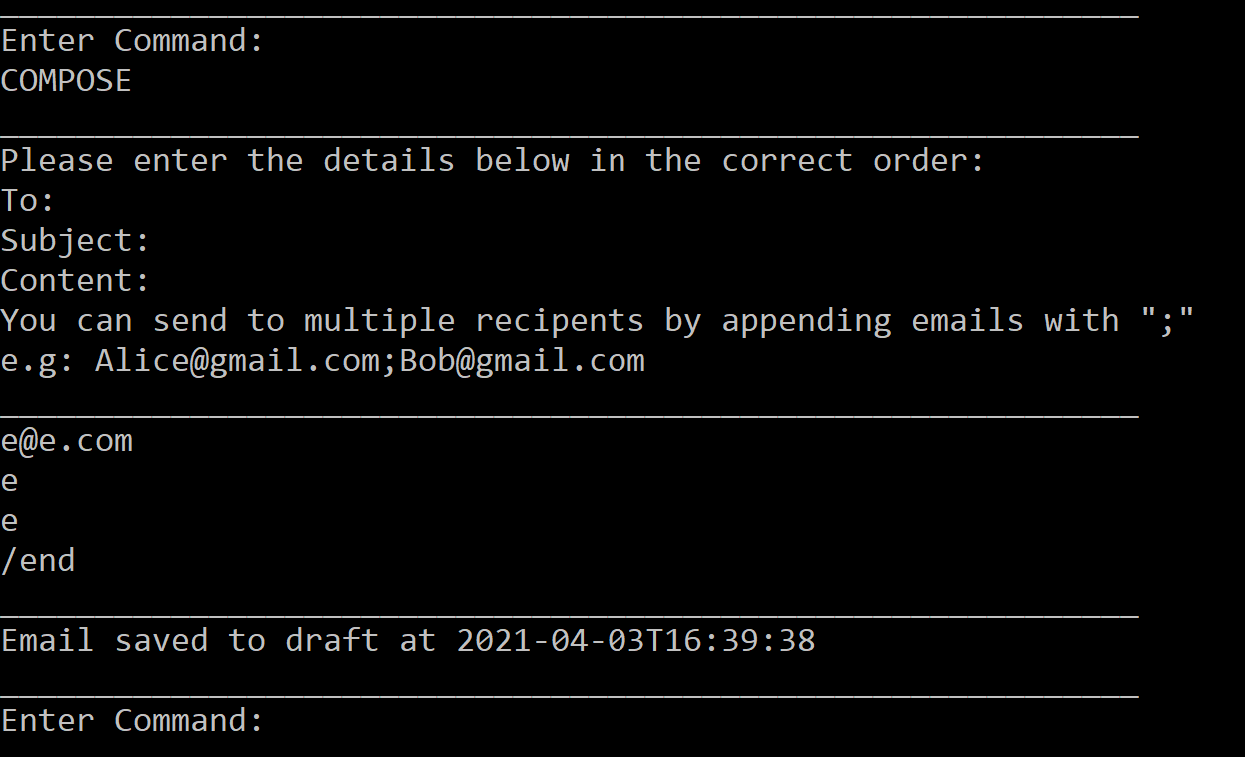 Enter Command:
COMPOSE
Please enter the details below in the correct order:
To:
Subject:
Content:
You can send to multiple recipents by appending emails with ";"
e.g: Alice@gmail.com;Bob@gmail.com
e@e.com
e
e
/end
Email saved to draft at 2021-04-03T16:39:38
Enter Command: